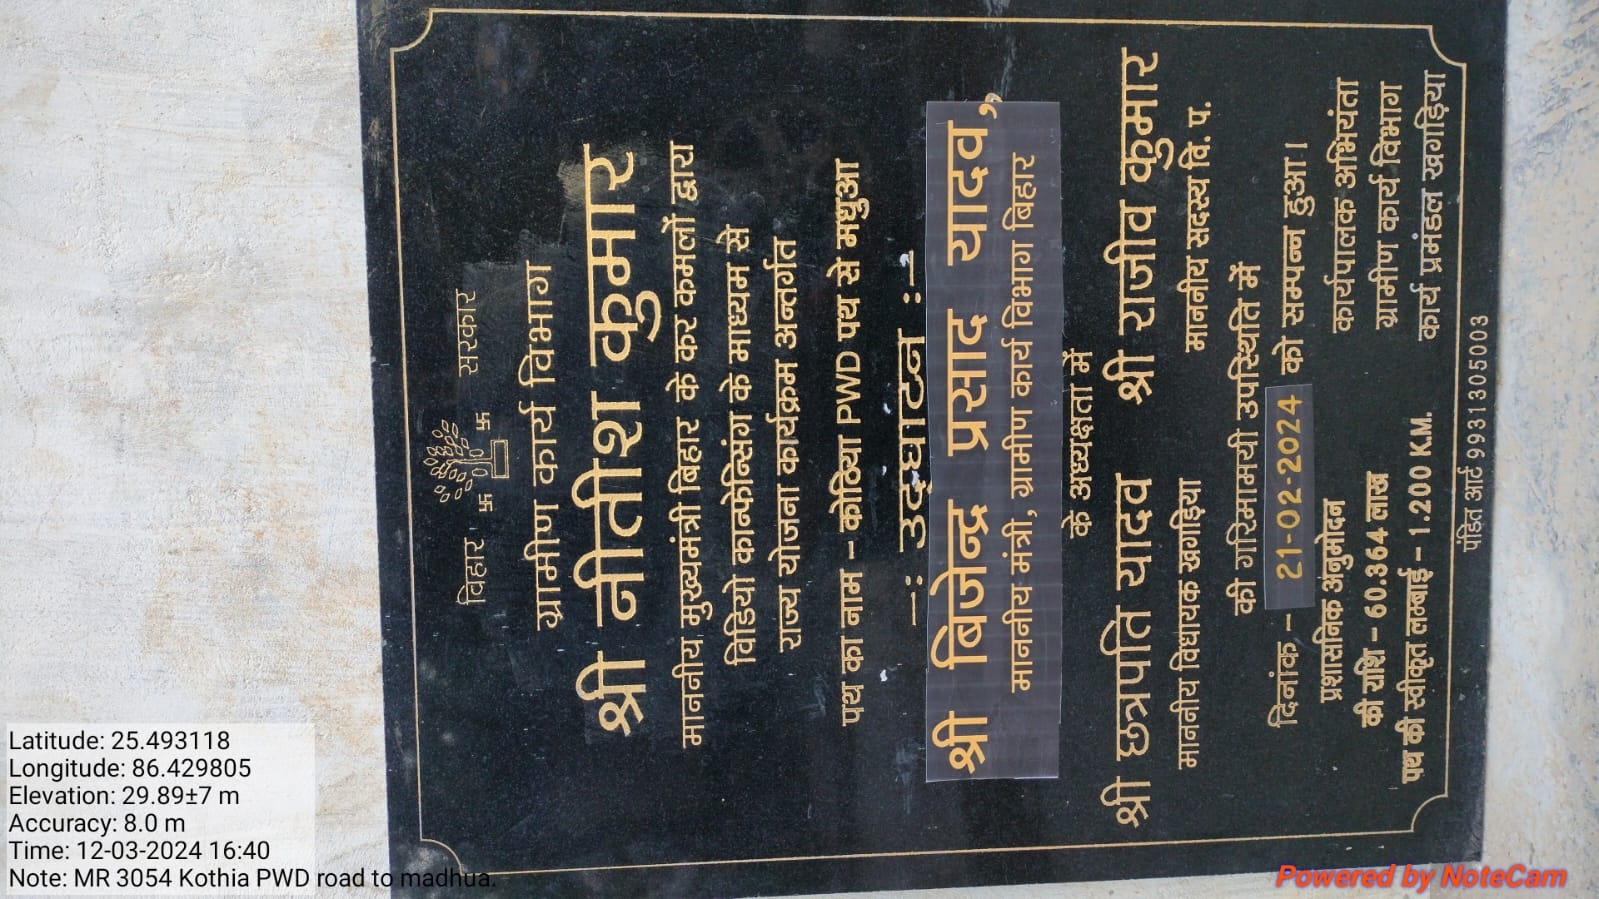 बिहार सरकार
ग्रामीण कार्य विभाग
श्री नीतीश कुमार
माननीय मुख्यमंत्री बिहार के कर कमलों द्वारा
विडियो कान्फ्रेन्सिंग के माध्यम से
राज्य योजना कार्यक्रम अन्तर्गत
पथ का नाम – कोठिया PWD पथ से मधुआ
–: उद्घाटन :–
श्री बिजेन्द्र प्रसाद यादव,,
माननीय मंत्री, ग्रामीण कार्य विभाग बिहार
के अध्यक्षता में
श्री छत्रपति यादव श्री राजीव कुमार
माननीय विधायक खगड़िया माननीय सदस्य वि. प.
की गरिमामयी उपस्थिति में
दिनांक – 21-02-2024 को सम्पन्न हुआ।
प्रशासनिक अनुमोदन
की राशि – 60.364 लाख
पथ की स्वीकृत लम्बाई – 1.200 K.M.
कार्यपालक अभियंता
ग्रामीण कार्य विभाग
कार्य प्रमंडल खगड़िया
पंडित आर्ट 9931305003
Latitude: 25.493118
Longitude: 86.429805
Elevation: 29.89±7 m
Accuracy: 8.0 m
Time: 12-03-2024 16:40
Note: MR 3054 Kothia PWD road to madhua.
Powered by NoteCam